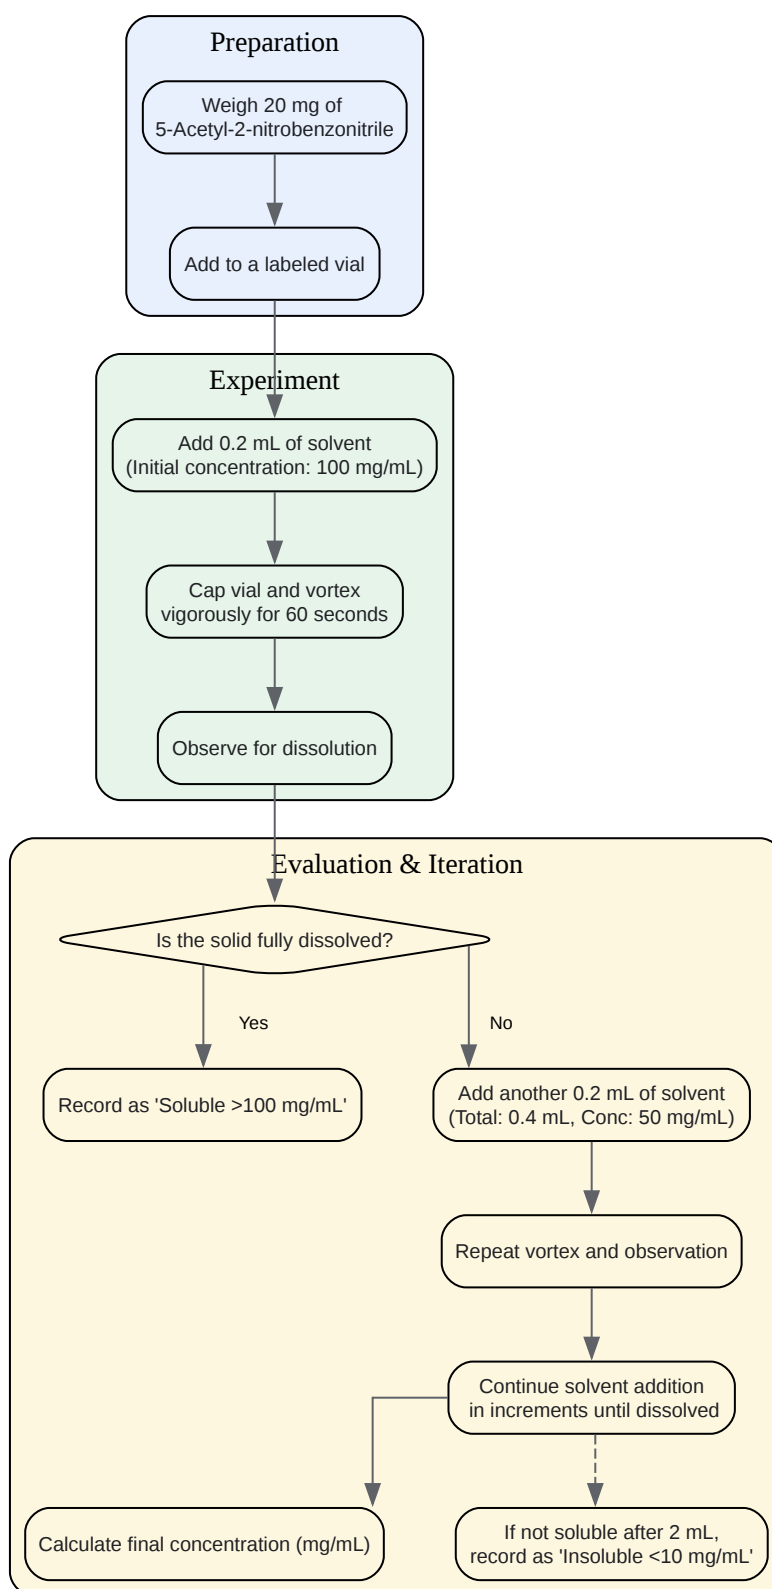 Preparation
Weigh 20 mg of
5-Acetyl-2-nitrobenzonitrile
Add to a labeled vial
Experiment
Add 0.2 mL of solvent
(Initial concentration: 100 mg/mL)
Cap vial and vortex
vigorously for 60 seconds
Observe for dissolution
Evaluation & Iteration
Is the solid fully dissolved?
Yes
No
Record as 'Soluble >100 mg/mL'
Add another 0.2 mL of solvent
(Total: 0.4 mL, Conc: 50 mg/mL)
Repeat vortex and observation
Continue solvent addition
in increments until dissolved
Calculate final concentration (mg/mL)
If not soluble after 2 mL,
record as 'Insoluble <10 mg/mL'